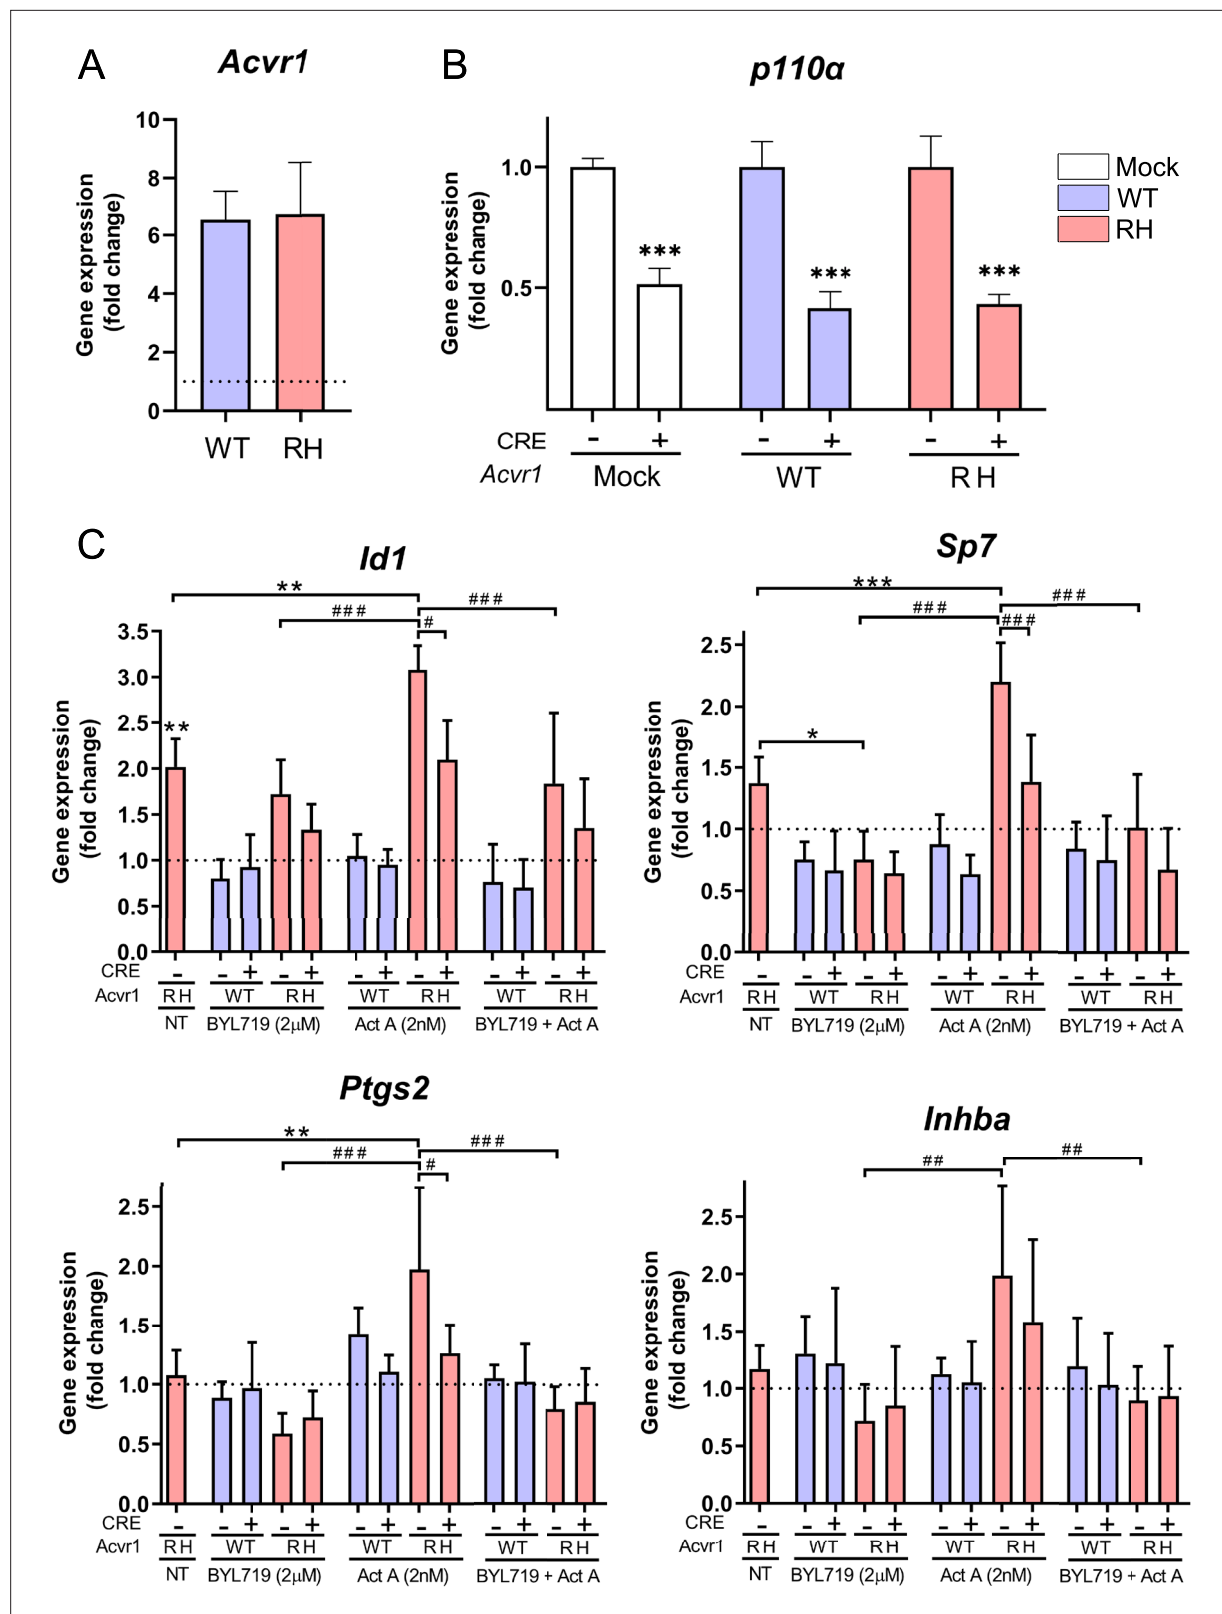 A
Acvr1
Gene expression
(fold change)
10
8
6
4
2
0
WT
RH
B
p110α
Gene expression
(fold change)
1.0
0.5
***
***
***
CRE
- + - + - +
Acvr1
Mock
WT
RH
Mock
WT
RH
C
Id1
** 
###
###
#
**
Gene expression
(fold change)
3.5
3.0
2.5
2.0
1.5
1.0
0.5
0.0
CRE - - + - + - + - + - + - +
Acvr1 RH WT RH WT RH WT RH
NT BYL719 (2μM) Act A (2nM) BYL719 + Act A
Sp7
***
###
###
###
*
Gene expression
(fold change)
2.5
2.0
1.5
1.0
0.5
0.0
CRE - - + - + - + - + - + - +
Acvr1 RH WT RH WT RH WT RH
NT BYL719 (2μM) Act A (2nM) BYL719 + Act A
Ptgs2
**
###
###
#
Gene expression
(fold change)
2.5
2.0
1.5
1.0
0.5
0.0
CRE - - + - + - + - + - + - +
Acvr1 RH WT RH WT RH WT RH
NT BYL719 (2μM) Act A (2nM) BYL719 + Act A
Inhba
##
##
Gene expression
(fold change)
2.5
2.0
1.5
1.0
0.5
0.0
CRE - - + - + - + - + - + - +
Acvr1 RH WT RH WT RH WT RH
NT BYL719 (2μM) Act A (2nM) BYL719 + Act A